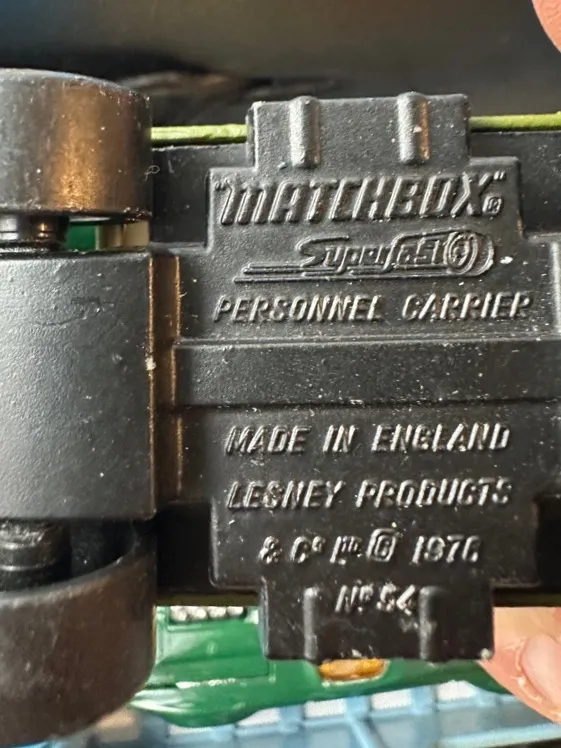 "MATCHBOX"®
Superfast
PERSONNEL CARRIER
MADE IN ENGLAND
LESNEY PRODUCTS
& Cº Lᵀᴰ © 1976
Nº 54